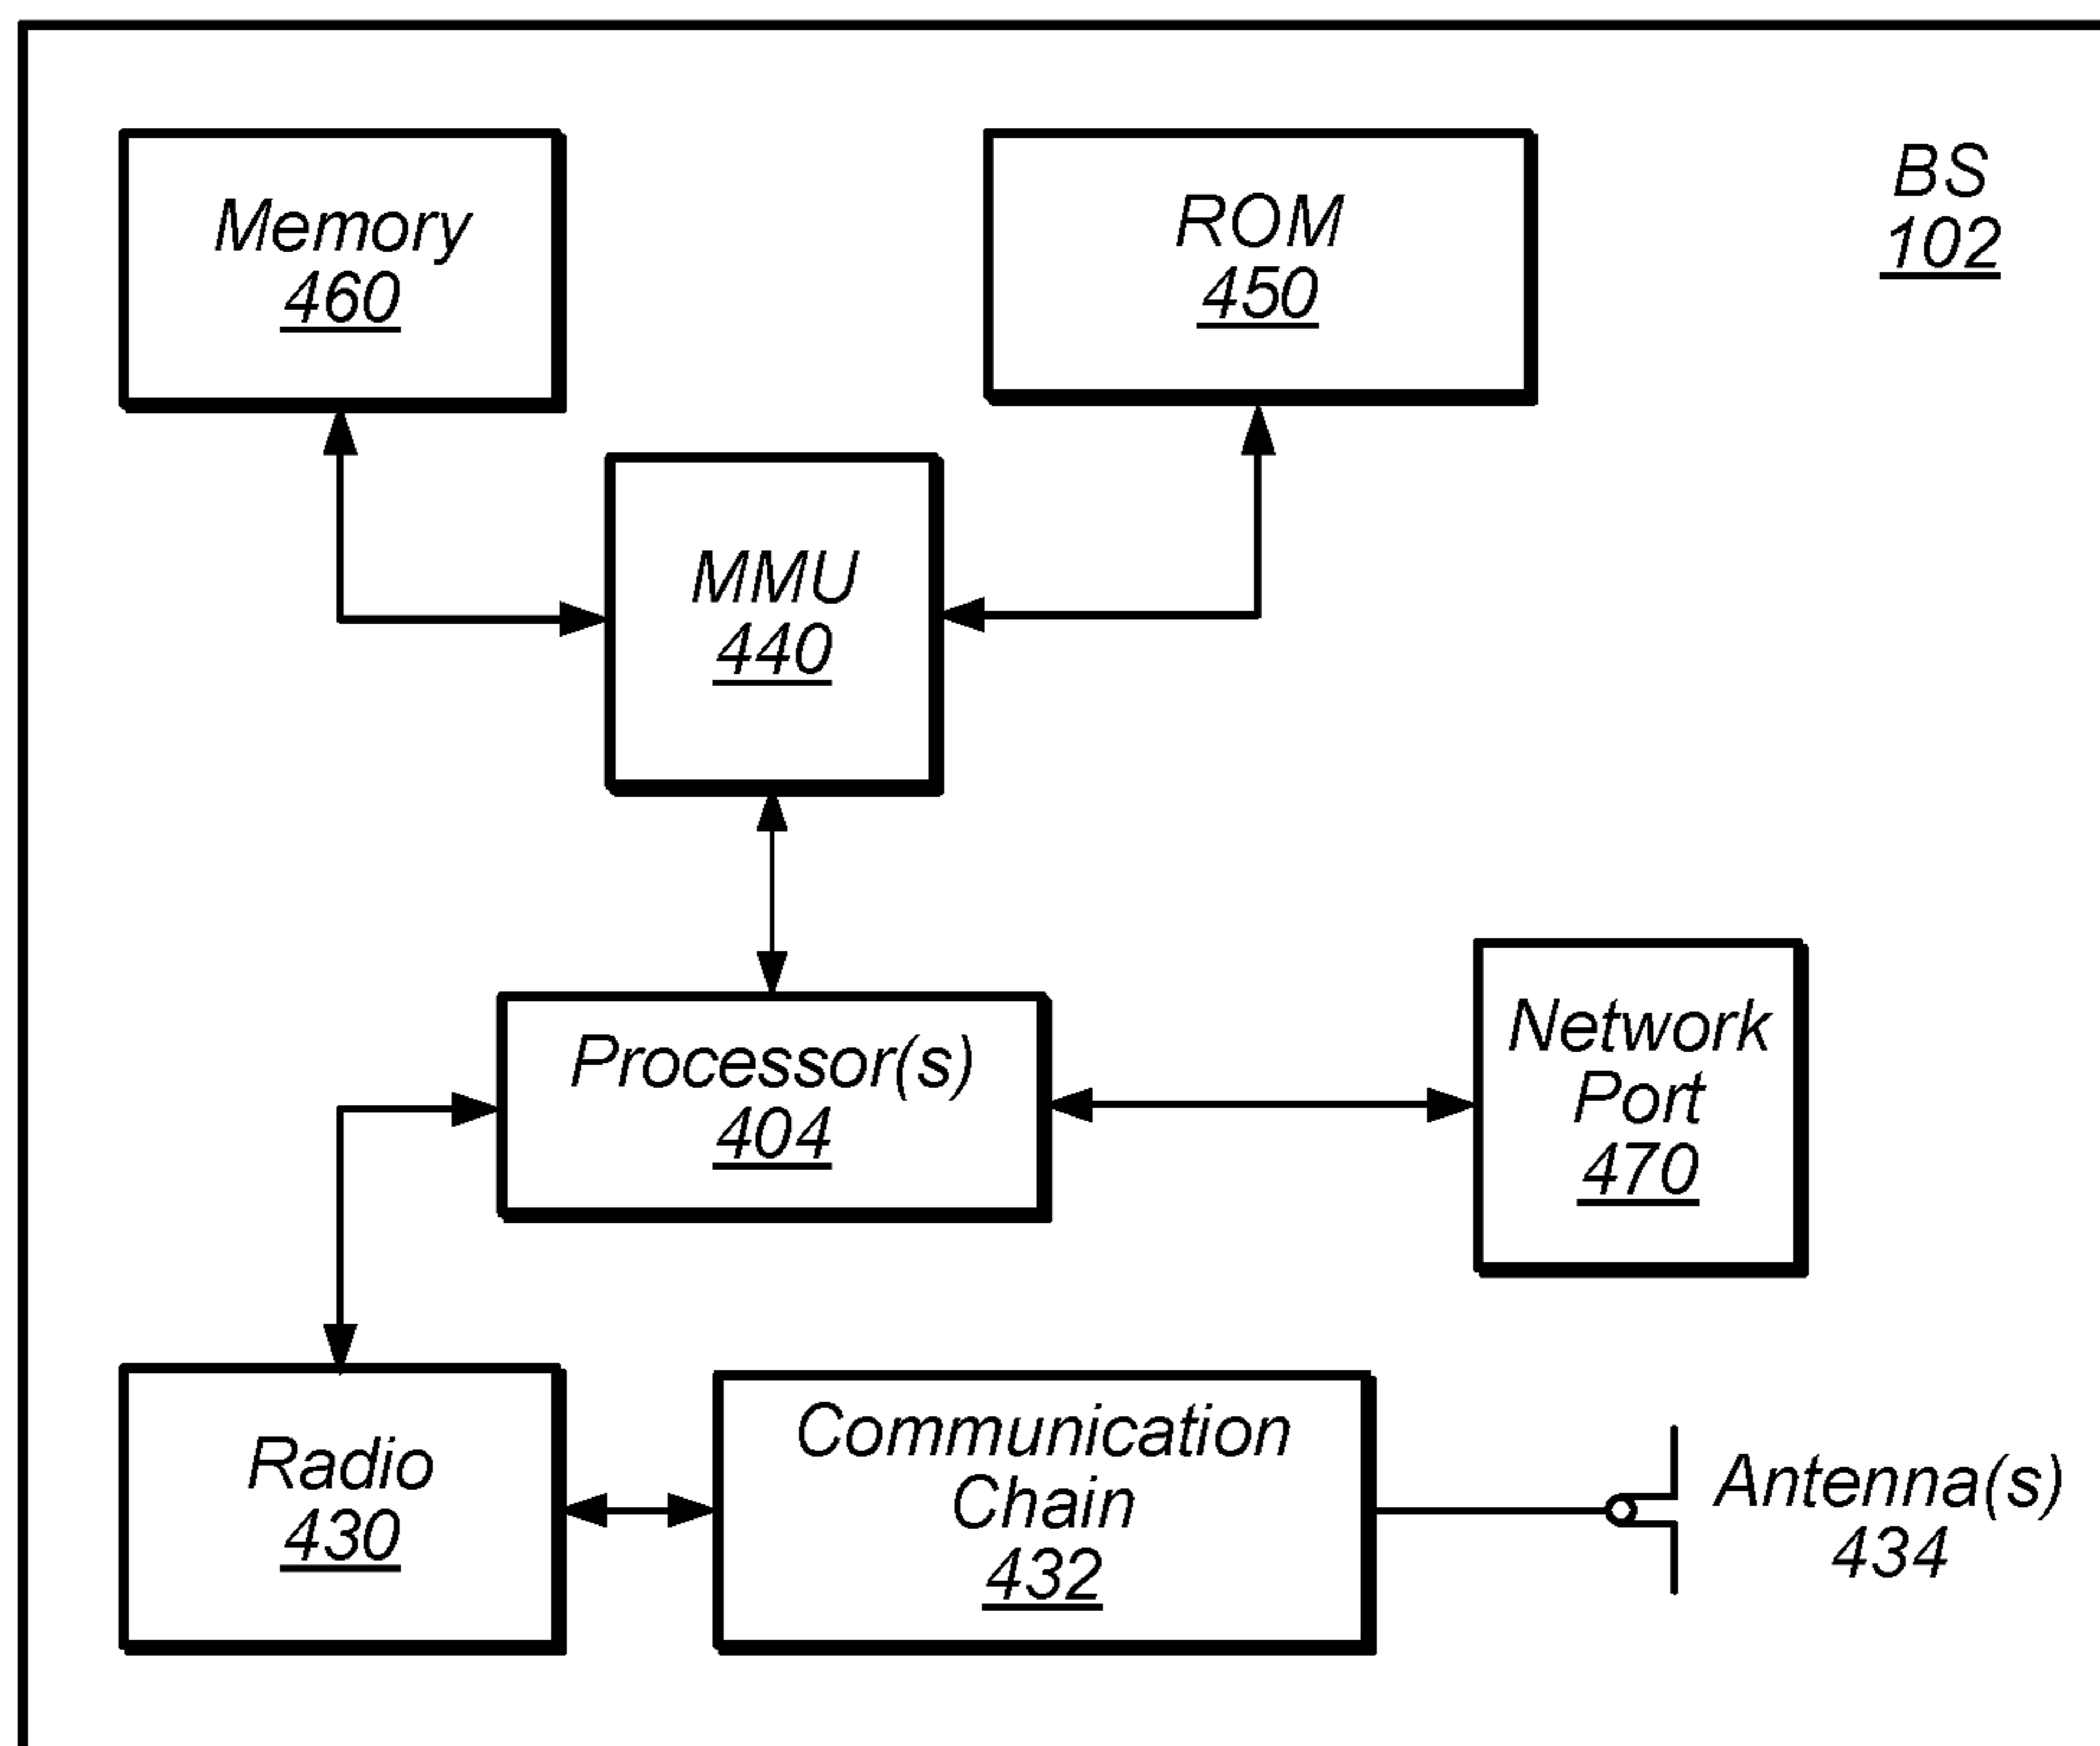 Memory
460
ROM
450
BS
102
MMU
440
Processor(s)
404
Network
Port
470
Radio
430
Communication
Chain
432
Antenna(s)
434